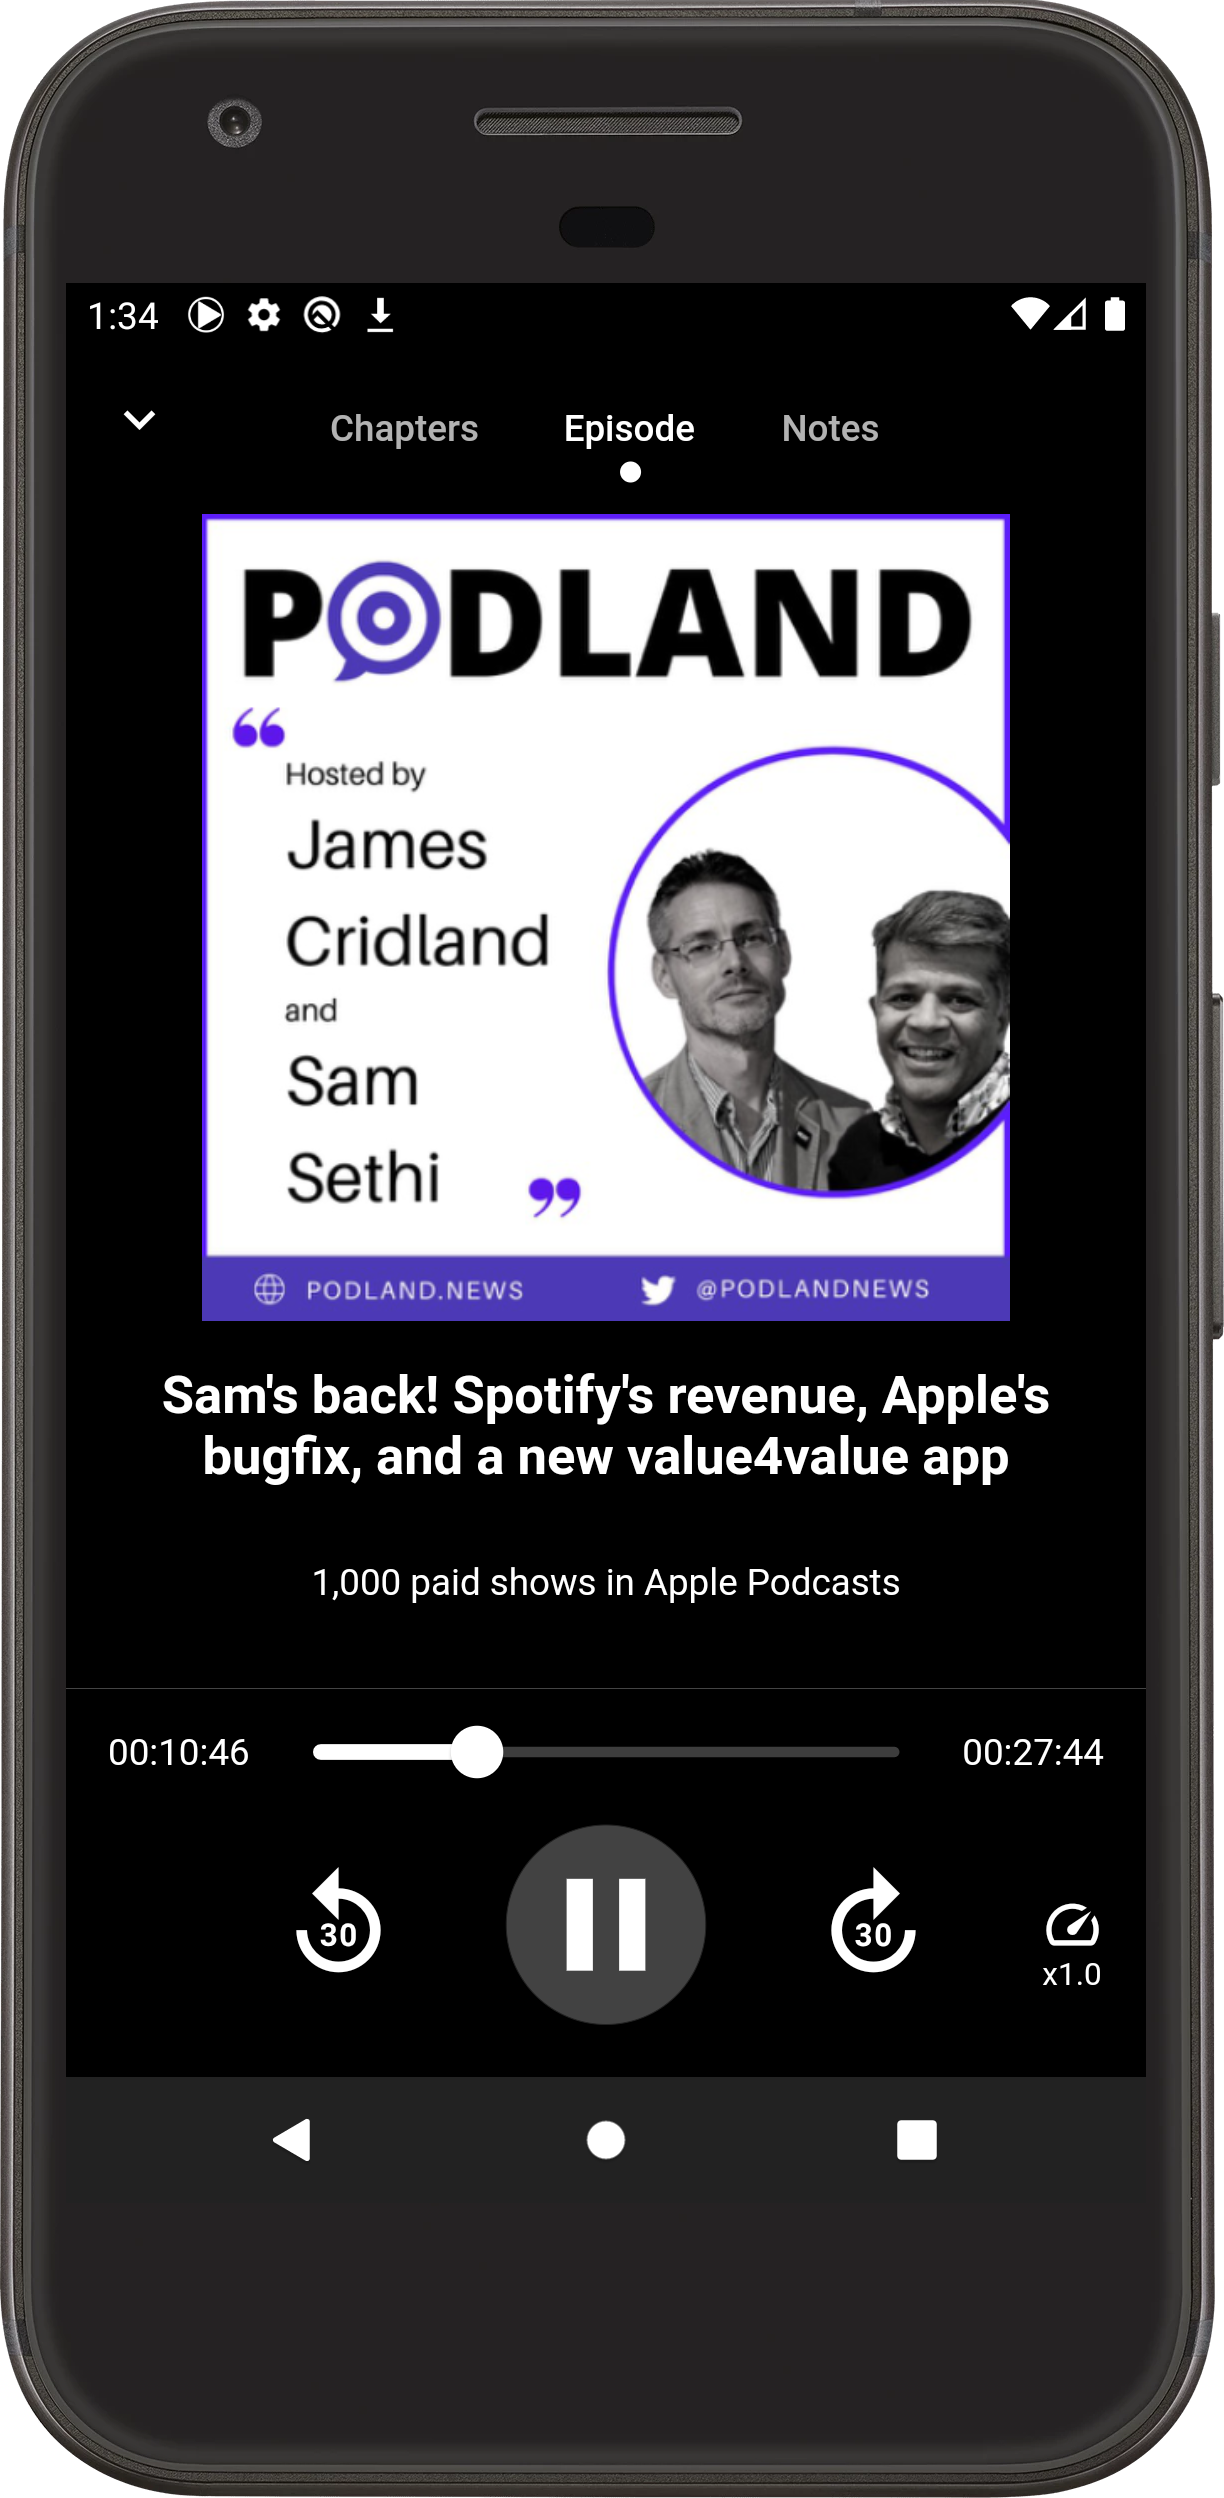 1:34
Chapters Episode Notes
PODLAND
“
Hosted by
James
Cridland
and
Sam
Sethi
”
PODLAND.NEWS @PODLANDNEWS
Sam's back! Spotify's revenue, Apple's
bugfix, and a new value4value app
1,000 paid shows in Apple Podcasts
00:10:46 00:27:44
30 30
x1.0